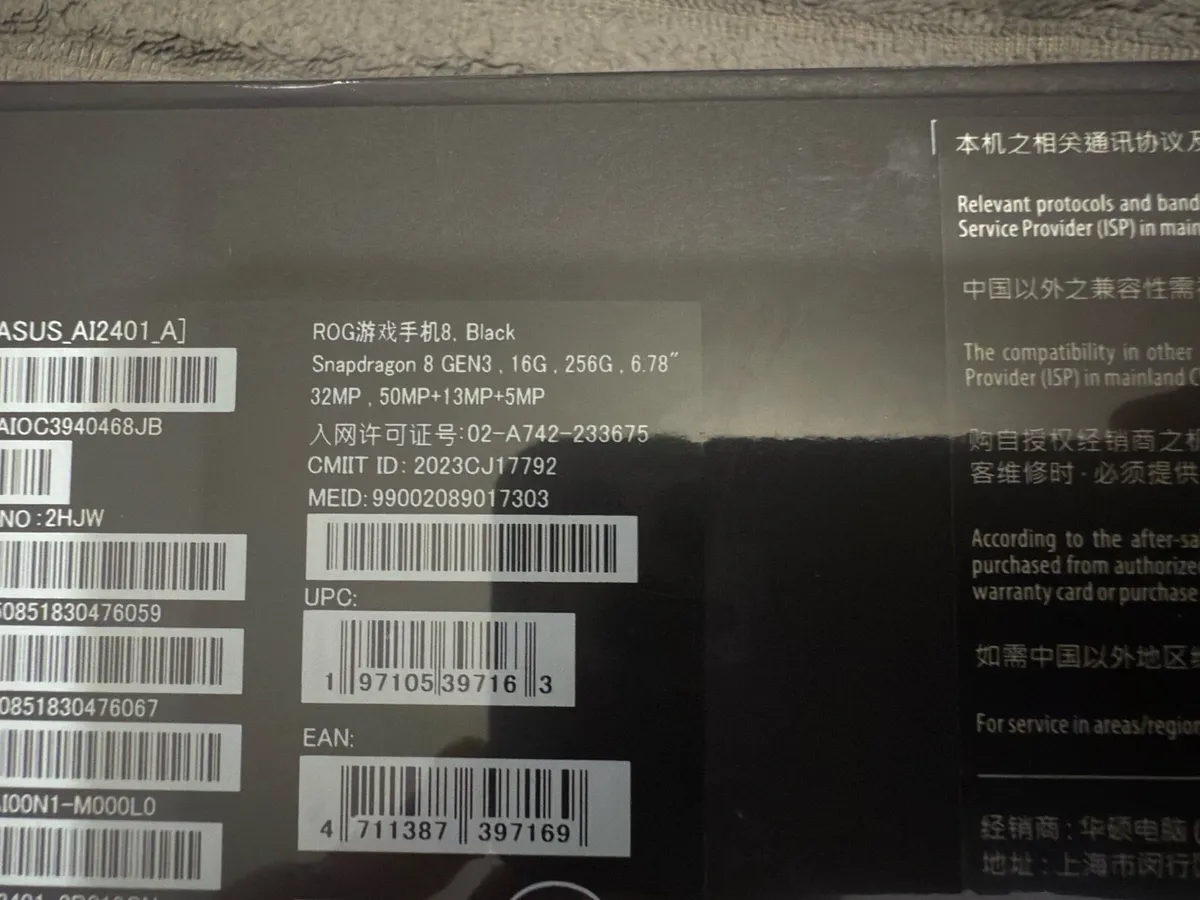 ASUS_AI2401_A]
AIOC3940468JB
NO:2HJW
50851830476059
0851830476067
AI00N1-M000L0
ROG游戏手机8, Black
Snapdragon 8 GEN3 , 16G , 256G , 6.78″
32MP , 50MP+13MP+5MP
入网许可证号:02-A742-233675
CMIIT ID: 2023CJ17792
MEID:99002089017303
UPC:
1 97105 39716 3
EAN:
4 711387 397169
本机之相关通讯协议及
Relevant protocols and band
Service Provider (ISP) in main
中国以外之兼容性需
The compatibility in other
Provider (ISP) in mainland C
购自授权经销商之
客维修时·必须提供
According to the after-sa
purchased from authorize
warranty card or purchase
如需中国以外地区
For service in areas/region
经销商:华硕电脑
地址:上海市闵行